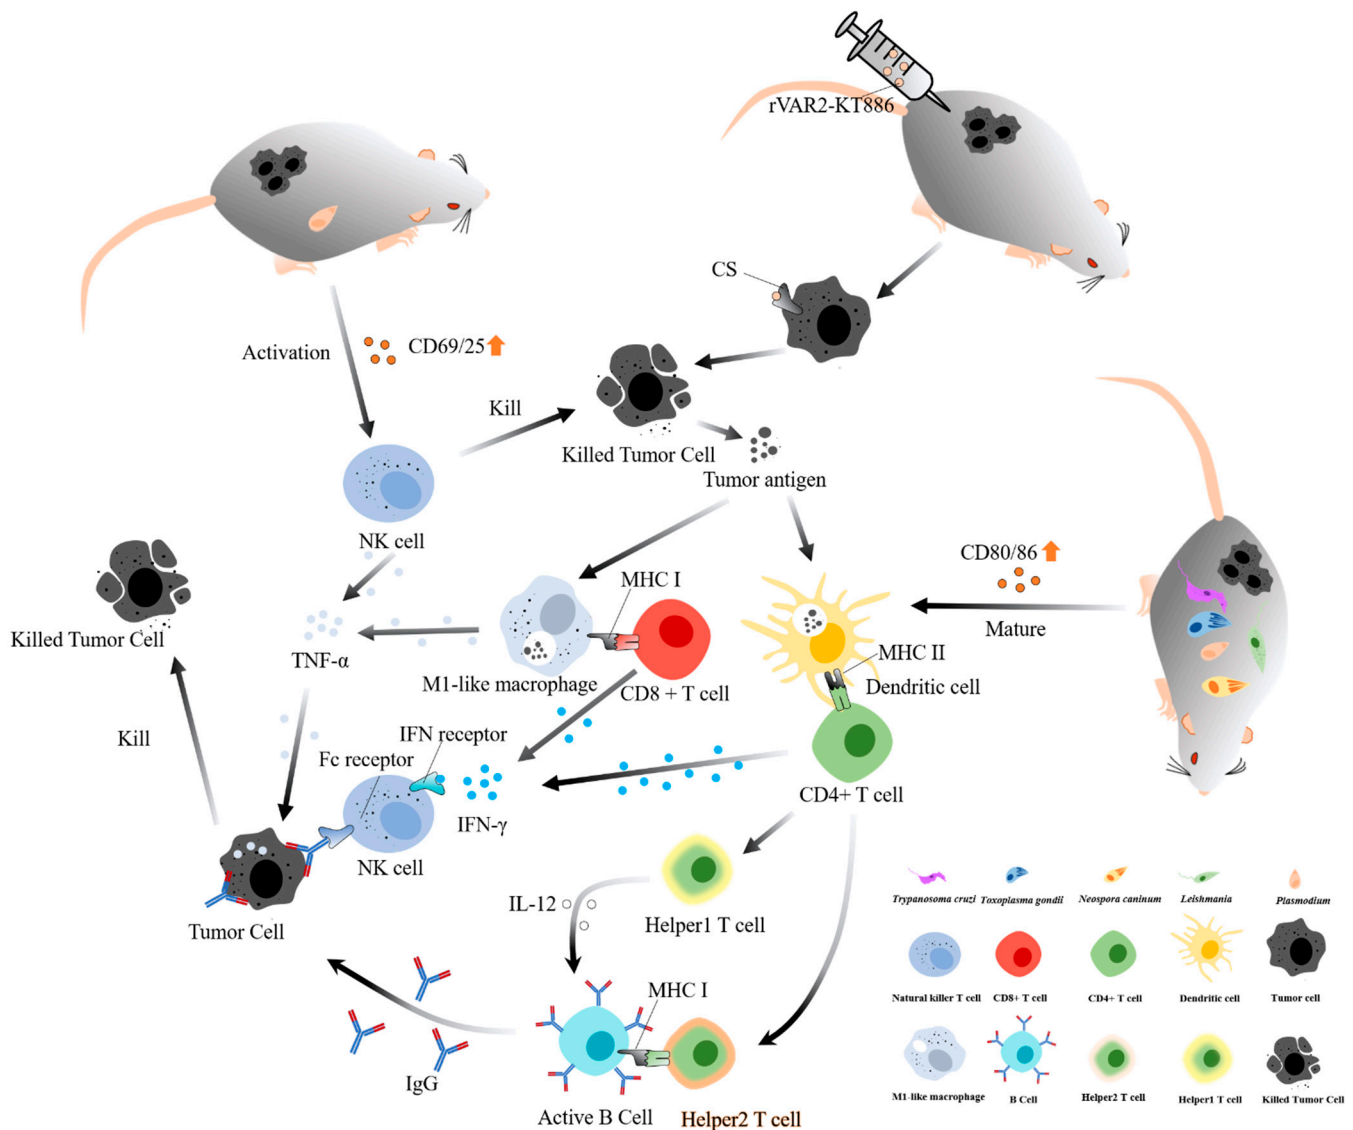 rVAR2-KT886
CS
Activation
CD69/25
Kill
Killed Tumor Cell
Tumor antigen
NK cell
CD80/86
Mature
MHC I
Killed Tumor Cell
TNF-α
M1-like macrophage
CD8 + T cell
MHC II
Dendritic cell
Kill
IFN receptor
Fc receptor
IFN-γ
CD4+ T cell
NK cell
Tumor Cell
IL-12
Helper1 T cell
MHC I
IgG
Active B Cell
Helper2 T cell
Trypanosoma cruzi Toxoplasma gondii Neospora caninum Leishmania Plasmodium
Natural killer T cell CD8+ T cell CD4+ T cell Dendritic cell Tumor cell
M1-like macrophage B Cell Helper2 T cell Helper1 T cell Killed Tumor Cell